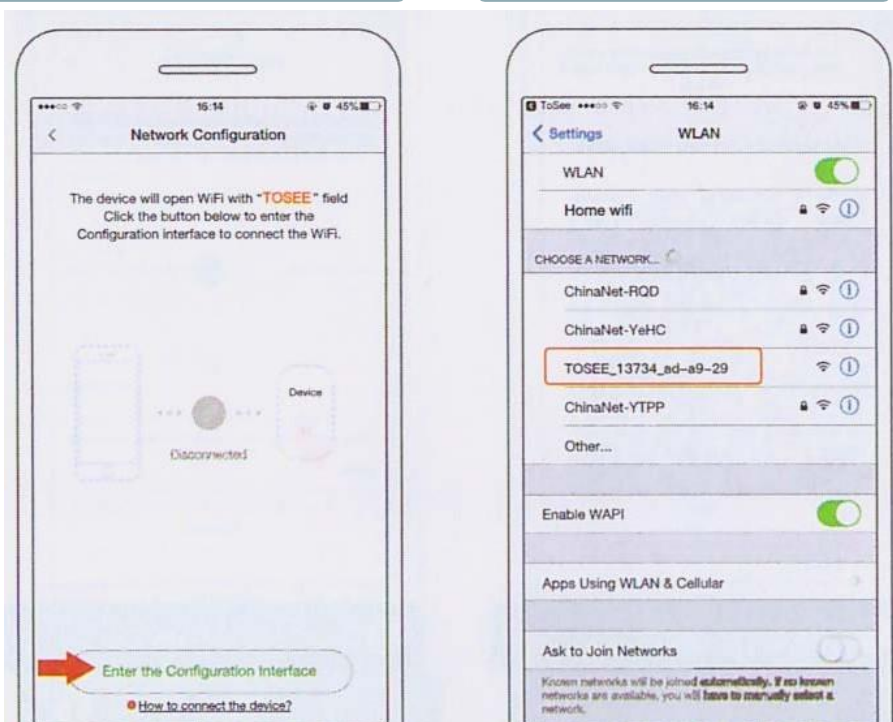 16:14
45%
Network Configuration
The device will open WiFi with "TOSEE" field
Click the button below to enter the
Configuration interface to connect the WiFi.
Device
Disconnected
Enter the Configuration Interface
How to connect the device?
ToSee
16:14
45%
Settings
WLAN
WLAN
Home wifi
CHOOSE A NETWORK...
ChinaNet-RQD
ChinaNet-YeHC
TOSEE_13734_ad-a9-29
ChinaNet-YTPP
Other...
Enable WAPI
Apps Using WLAN & Cellular
Ask to Join Networks
Known networks will be joined automatically. If no known
networks are available, you will have to manually select a
network.